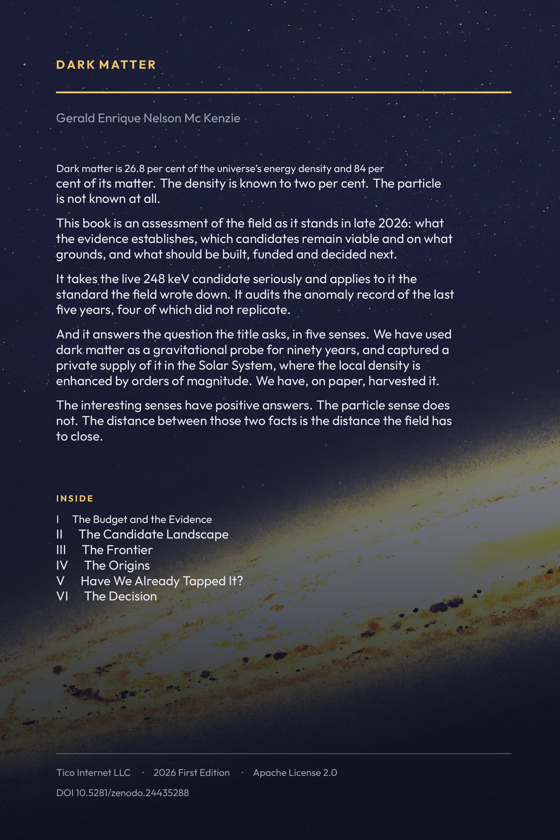 DARK MATTER
Gerald Enrique Nelson Mc Kenzie
Dark matter is 26.8 per cent of the universe's energy density and 84 per
cent of its matter. The density is known to two per cent. The particle
is not known at all.
This book is an assessment of the field as it stands in late 2026: what
the evidence establishes, which candidates remain viable and on what
grounds, and what should be built, funded and decided next.
It takes the live 248 keV candidate seriously and applies to it the
standard the field wrote down. It audits the anomaly record of the last
five years, four of which did not replicate.
And it answers the question the title asks, in five senses. We have used
dark matter as a gravitational probe for ninety years, and captured a
private supply of it in the Solar System, where the local density is
enhanced by orders of magnitude. We have, on paper, harvested it.
The interesting senses have positive answers. The particle sense does
not. The distance between those two facts is the distance the field has
to close.
INSIDE
I The Budget and the Evidence
II The Candidate Landscape
III The Frontier
IV The Origins
V Have We Already Tapped It?
VI The Decision
Tico Internet LLC · 2026 First Edition · Apache License 2.0
DOI 10.5281/zenodo.24435288